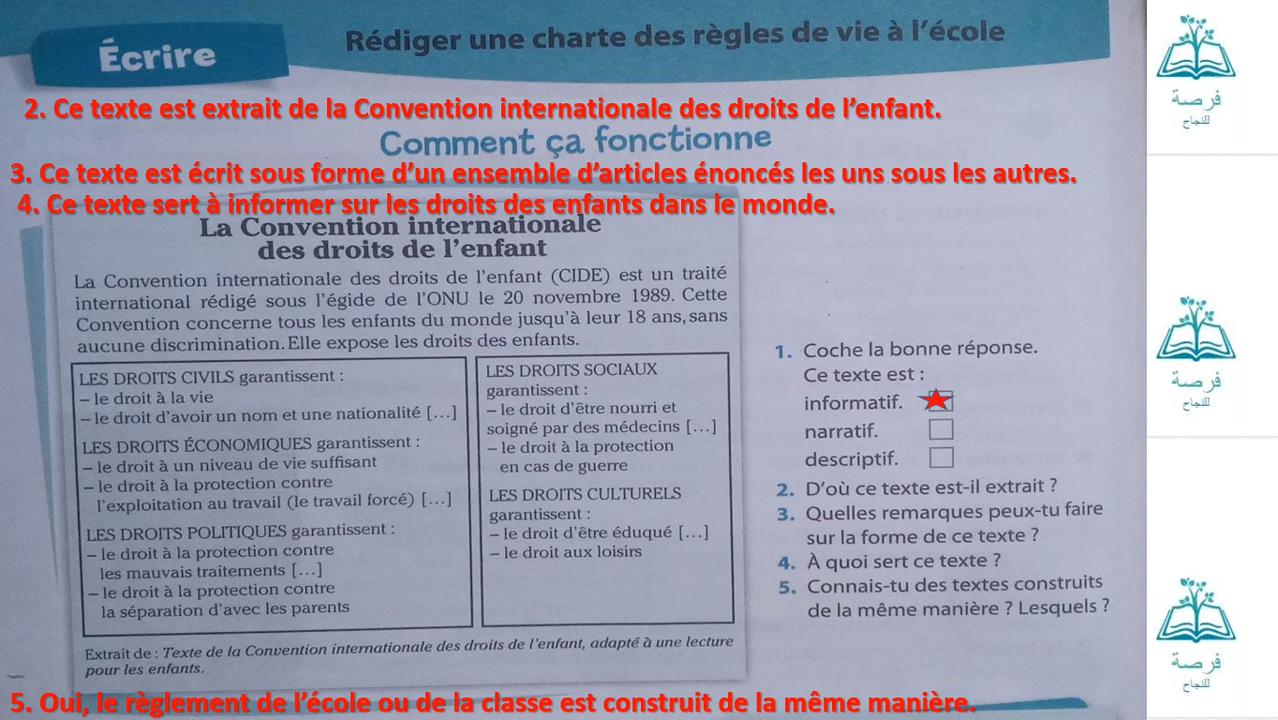 Écrire
Rédiger une charte des règles de vie à l'école
2. Ce texte est extrait de la Convention internationale des droits de l'enfant.
Comment ça fonctionne
3. Ce texte est écrit sous forme d'un ensemble d'articles énoncés les uns sous les autres.
4. Ce texte sert à informer sur les droits des enfants dans le monde.
La Convention internationale
des droits de l'enfant
La Convention internationale des droits de l'enfant (CIDE) est un traité
international rédigé sous l'égide de l'ONU le 20 novembre 1989. Cette
Convention concerne tous les enfants du monde jusqu'à leur 18 ans, sans
aucune discrimination. Elle expose les droits des enfants.
LES DROITS CIVILS garantissent :
– le droit à la vie
– le droit d'avoir un nom et une nationalité […]
LES DROITS ÉCONOMIQUES garantissent :
– le droit à un niveau de vie suffisant
– le droit à la protection contre
l'exploitation au travail (le travail forcé) […]
LES DROITS POLITIQUES garantissent :
– le droit à la protection contre
les mauvais traitements […]
– le droit à la protection contre
la séparation d'avec les parents
LES DROITS SOCIAUX
garantissent :
– le droit d'être nourri et
soigné par des médecins […]
– le droit à la protection
en cas de guerre
LES DROITS CULTURELS
garantissent :
– le droit d'être éduqué […]
– le droit aux loisirs
Extrait de : Texte de la Convention internationale des droits de l'enfant, adapté à une lecture
pour les enfants.
1. Coche la bonne réponse.
Ce texte est :
informatif.
narratif.
descriptif.
2. D'où ce texte est-il extrait ?
3. Quelles remarques peux-tu faire
sur la forme de ce texte ?
4. À quoi sert ce texte ?
5. Connais-tu des textes construits
de la même manière ? Lesquels ?
5. Oui, le règlement de l'école ou de la classe est construit de la même manière.
فرصة
للنجاح
فرصة
للنجاح
فرصة
للنجاح